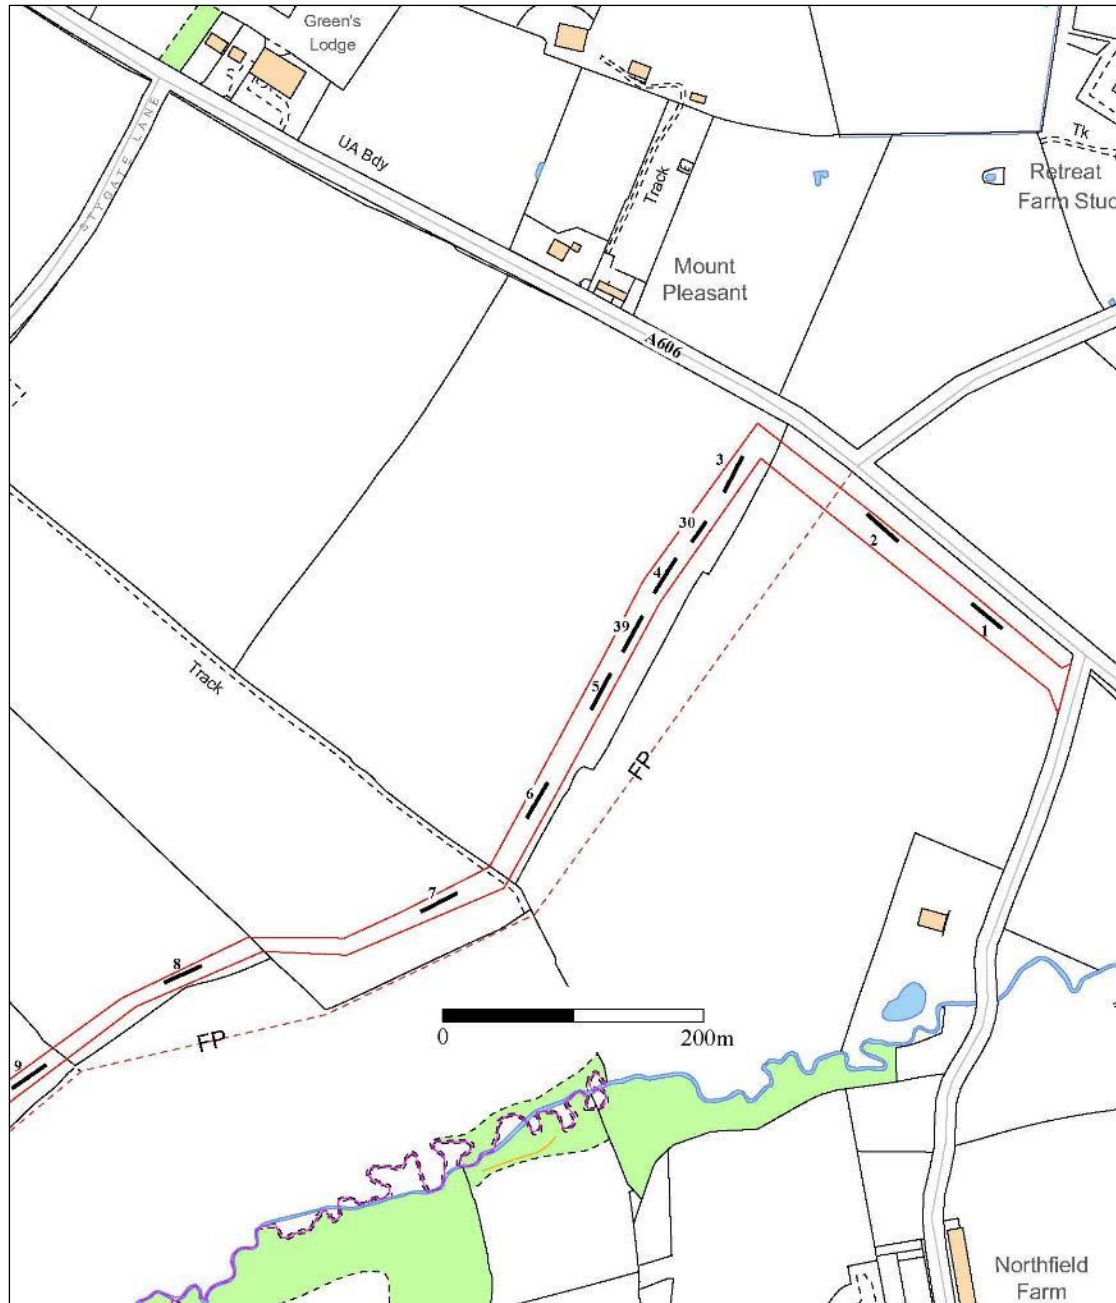 Green's
Lodge
STYGATE LANE
UA Bdy
Track
E
Tk
Retreat
Farm Stud
Mount
Pleasant
A606
3
30
2
4
39
1
5
Track
FP
6
7
8
FP
9
0
200m
Northfield
Farm